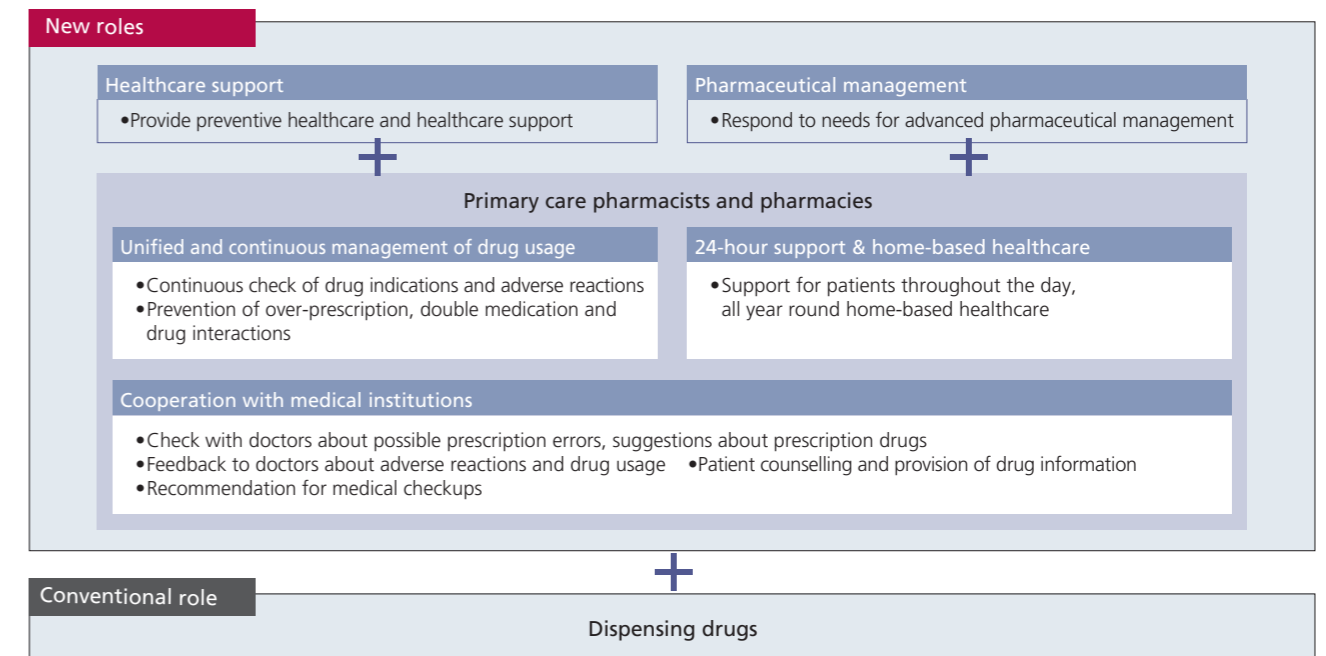 New roles
Healthcare support
•Provide preventive healthcare and healthcare support
Pharmaceutical management
•Respond to needs for advanced pharmaceutical management
+
+
Primary care pharmacists and pharmacies
Unified and continuous management of drug usage
•Continuous check of drug indications and adverse reactions
•Prevention of over-prescription, double medication and
drug interactions
24-hour support & home-based healthcare
•Support for patients throughout the day,
all year round home-based healthcare
Cooperation with medical institutions
•Check with doctors about possible prescription errors, suggestions about prescription drugs
•Feedback to doctors about adverse reactions and drug usage •Patient counselling and provision of drug information
•Recommendation for medical checkups
+
Conventional role
Dispensing drugs